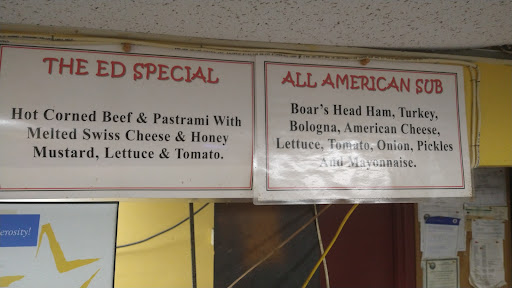 THE ED SPECIAL
Hot Corned Beef & Pastrami With
Melted Swiss Cheese & Honey
Mustard, Lettuce & Tomato.
ALL AMERICAN SUB
Boar's Head Ham, Turkey,
Bologna, American Cheese,
Lettuce, Tomato, Onion, Pickles
And Mayonnaise.